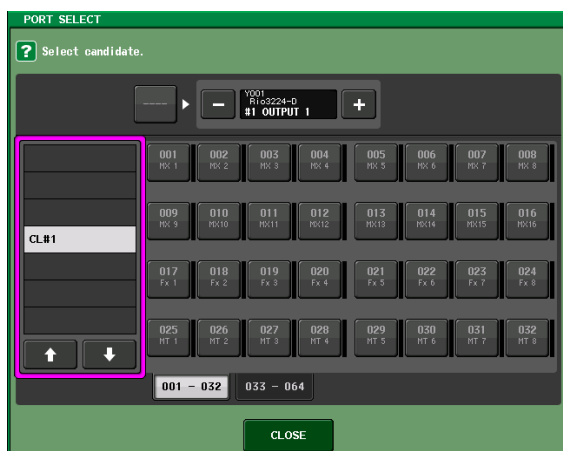 PORT SELECT
? Select candidate.
---- Y001
Rio3224-D
#1 OUTPUT 1
001 002 003 004 005 006 007 008
MX 1 MX 2 MX 3 MX 4 MX 5 MX 6 MX 7 MX 8
009 010 011 012 013 014 015 016
MX 9 MX10 MX11 MX12 MX13 MX14 MX15 MX16
CL#1
017 018 019 020 021 022 023 024
Fx 1 Fx 2 Fx 3 Fx 4 Fx 5 Fx 6 Fx 7 Fx 8
025 026 027 028 029 030 031 032
MT 1 MT 2 MT 3 MT 4 MT 5 MT 6 MT 7 MT 8
001 - 032 033 - 064
CLOSE